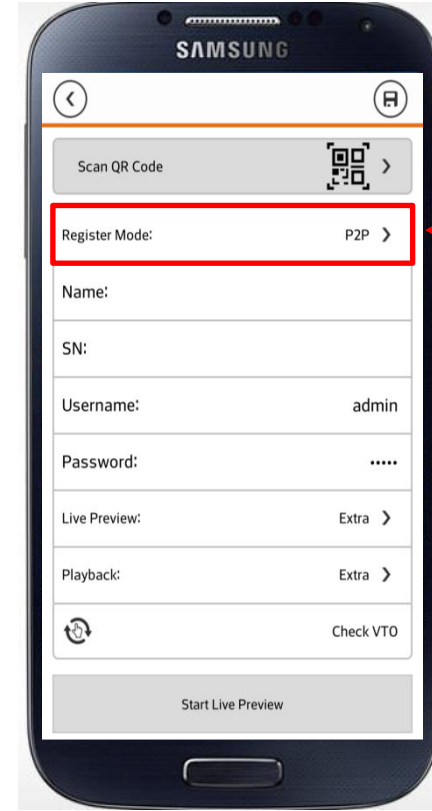 SAMSUNG
Scan QR Code
Register Mode: P2P
Name:
SN:
Username: admin
Password: •••••
Live Preview: Extra
Playback: Extra
Check VTO
Start Live Preview